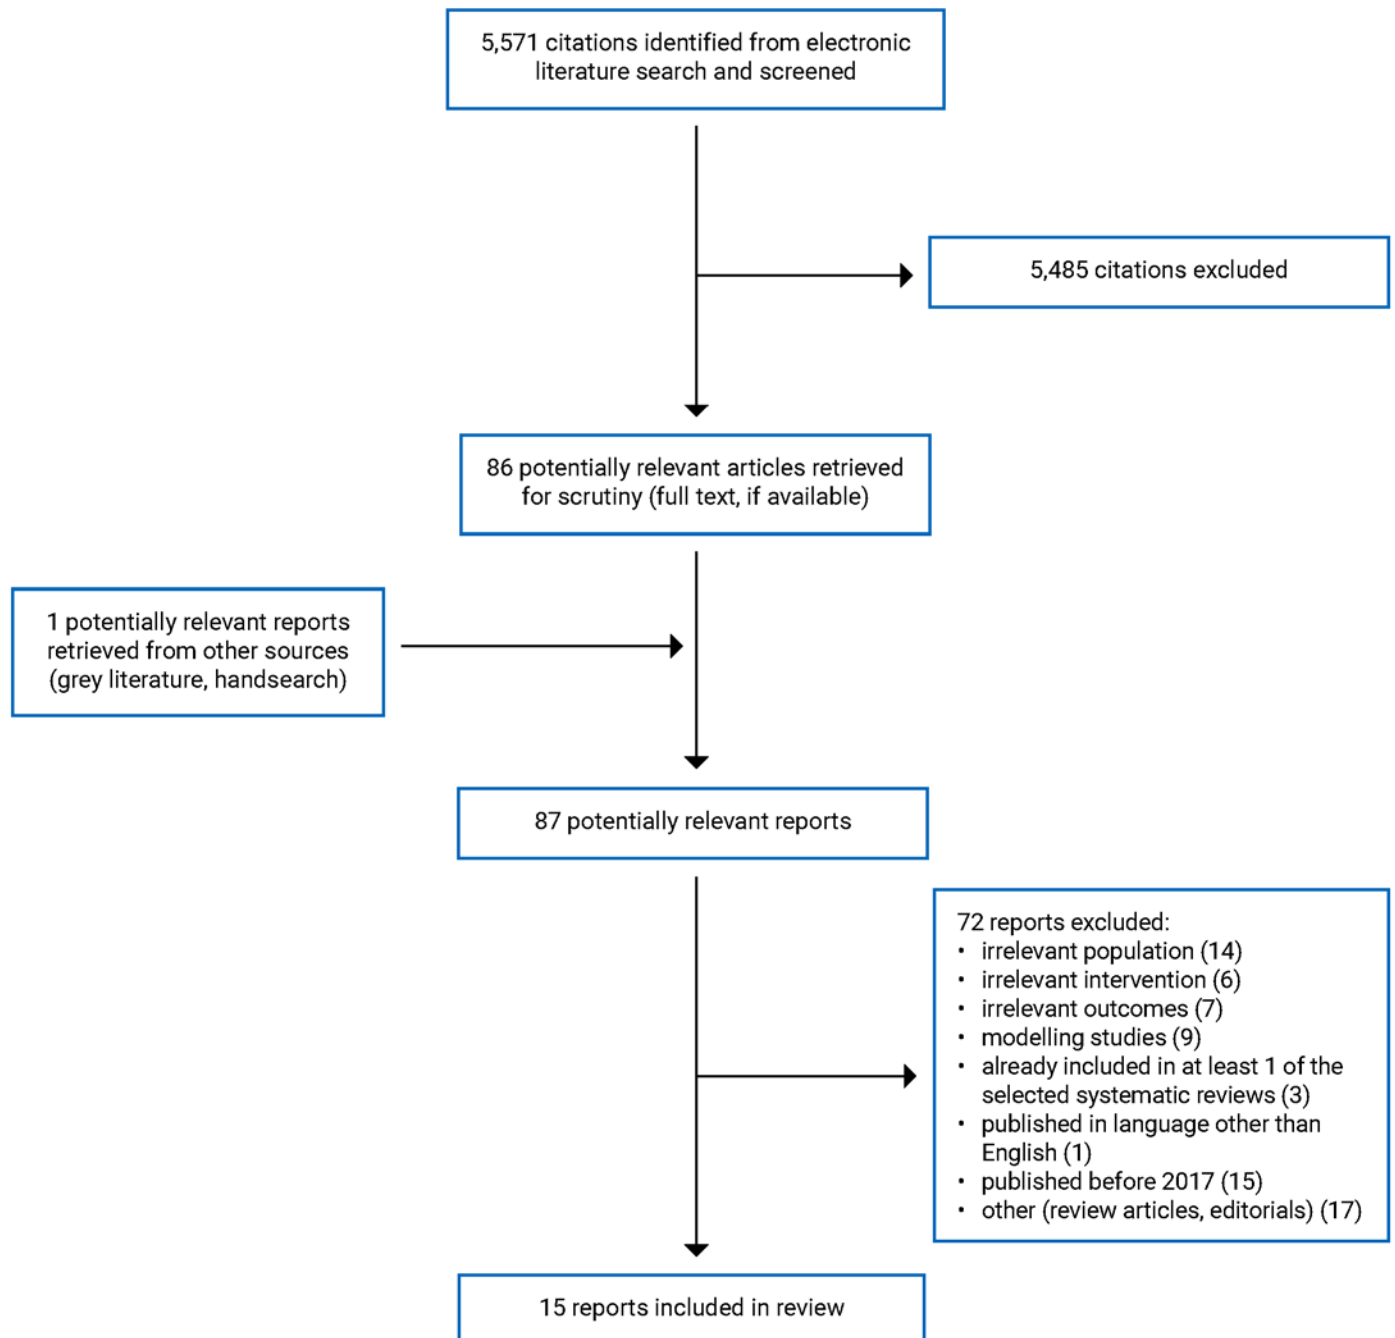 5,571 citations identified from electronic
literature search and screened
5,485 citations excluded
86 potentially relevant articles retrieved
for scrutiny (full text, if available)
1 potentially relevant reports
retrieved from other sources
(grey literature, handsearch)
87 potentially relevant reports
72 reports excluded:
• irrelevant population (14)
• irrelevant intervention (6)
• irrelevant outcomes (7)
• modelling studies (9)
• already included in at least 1 of the
selected systematic reviews (3)
• published in language other than
English (1)
• published before 2017 (15)
• other (review articles, editorials) (17)
15 reports included in review